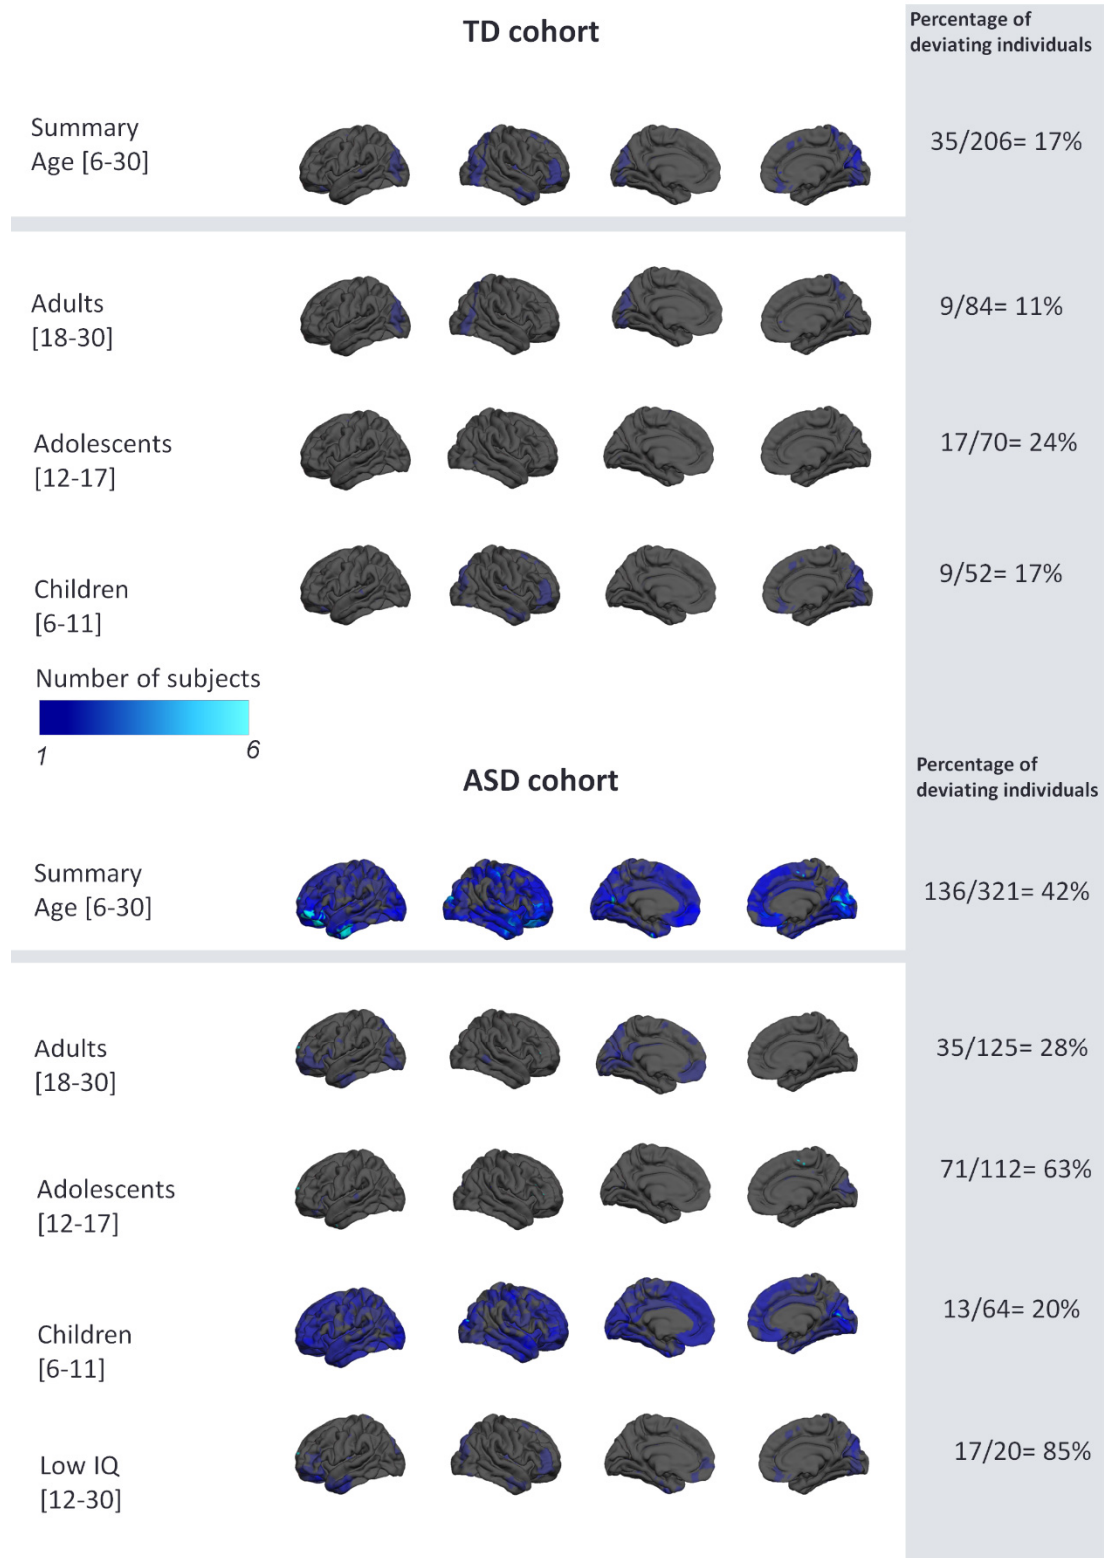 TD cohort
Percentage of
deviating individuals
Summary
Age [6-30]
35/206= 17%
Adults
[18-30]
9/84= 11%
Adolescents
[12-17]
17/70= 24%
Children
[6-11]
9/52= 17%
Number of subjects
1
6
ASD cohort
Percentage of
deviating individuals
Summary
Age [6-30]
136/321= 42%
Adults
[18-30]
35/125= 28%
Adolescents
[12-17]
71/112= 63%
Children
[6-11]
13/64= 20%
Low IQ
[12-30]
17/20= 85%